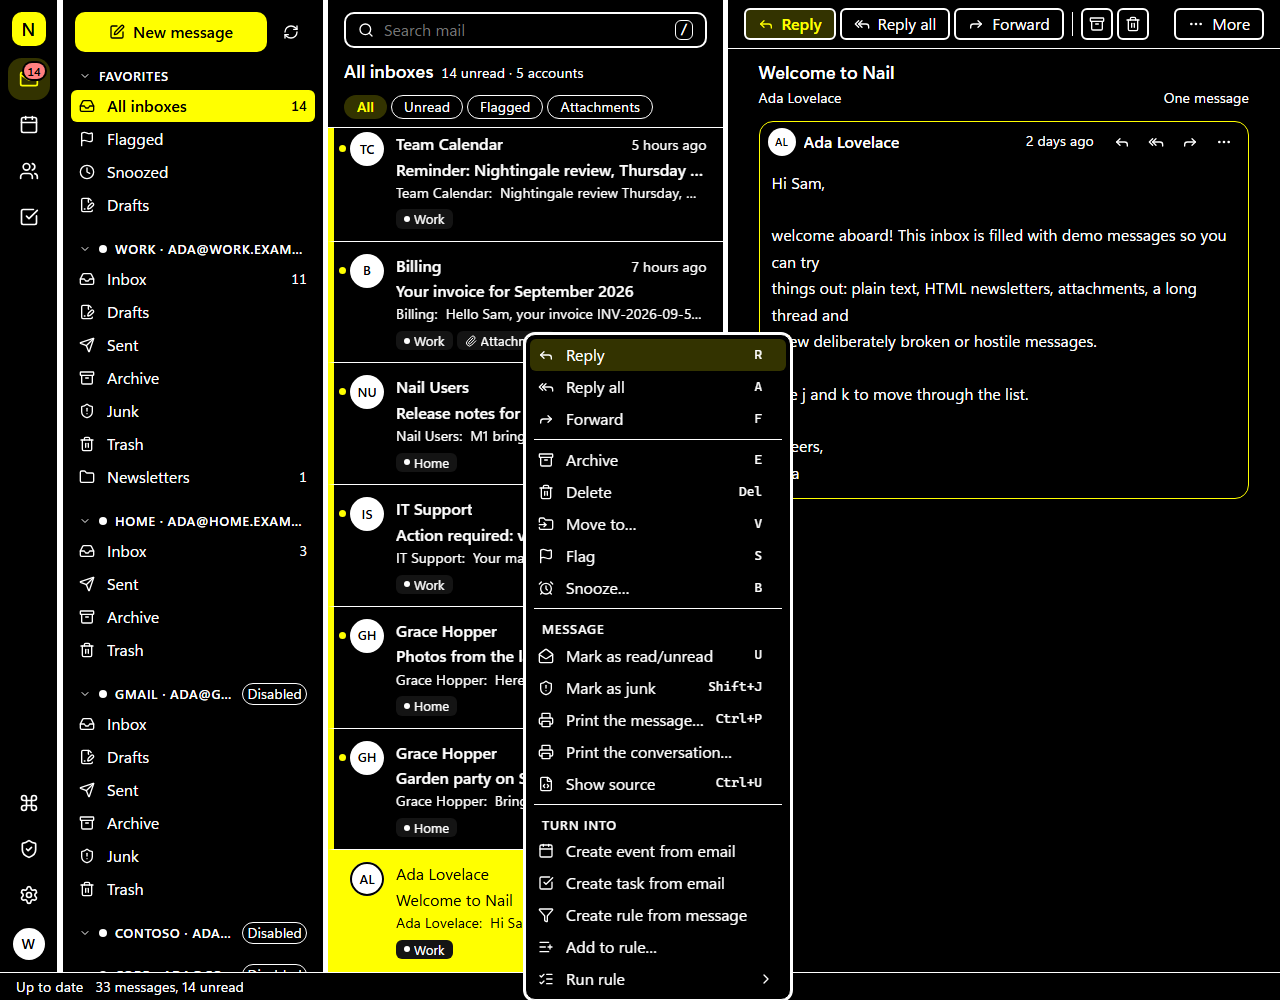 N
New message
14
FAVORITES
All inboxes 14
Flagged
Snoozed
Drafts
WORK · ADA@WORK.EXAM...
Inbox 11
Drafts
Sent
Archive
Junk
Trash
Newsletters 1
HOME · ADA@HOME.EXAM...
Inbox 3
Sent
Archive
Trash
GMAIL · ADA@G... Disabled
Inbox
Drafts
Sent
Archive
Junk
Trash
CONTOSO · ADA... Disabled
W
Up to date 33 messages, 14 unread
Search mail /
All inboxes 14 unread · 5 accounts
All Unread Flagged Attachments
TC Team Calendar 5 hours ago
Reminder: Nightingale review, Thursday ...
Team Calendar: Nightingale review Thursday, ...
Work
B Billing 7 hours ago
Your invoice for September 2026
Billing: Hello Sam, your invoice INV-2026-09-5...
Work Attachm
NU Nail Users
Release notes for
Nail Users: M1 bring
Home
IS IT Support
Action required:
IT Support: Your ma
Work
GH Grace Hopper
Photos from the
Grace Hopper: Here
Home
GH Grace Hopper
Garden party on S
Grace Hopper: Bring
Home
AL Ada Lovelace
Welcome to Nail
Ada Lovelace: Hi Sa
Work
Reply R
Reply all A
Forward F
Archive E
Delete Del
Move to... V
Flag S
Snooze... B
MESSAGE
Mark as read/unread U
Mark as junk Shift+J
Print the message... Ctrl+P
Print the conversation...
Show source Ctrl+U
TURN INTO
Create event from email
Create task from email
Create rule from message
Add to rule...
Run rule
Reply Reply all Forward More
Welcome to Nail
Ada Lovelace One message
AL Ada Lovelace 2 days ago
Hi Sam,
welcome aboard! This inbox is filled with demo messages so you
can try
things out: plain text, HTML newsletters, attachments, a long
thread and
ew deliberately broken or hostile messages.
e j and k to move through the list.
eers,
a